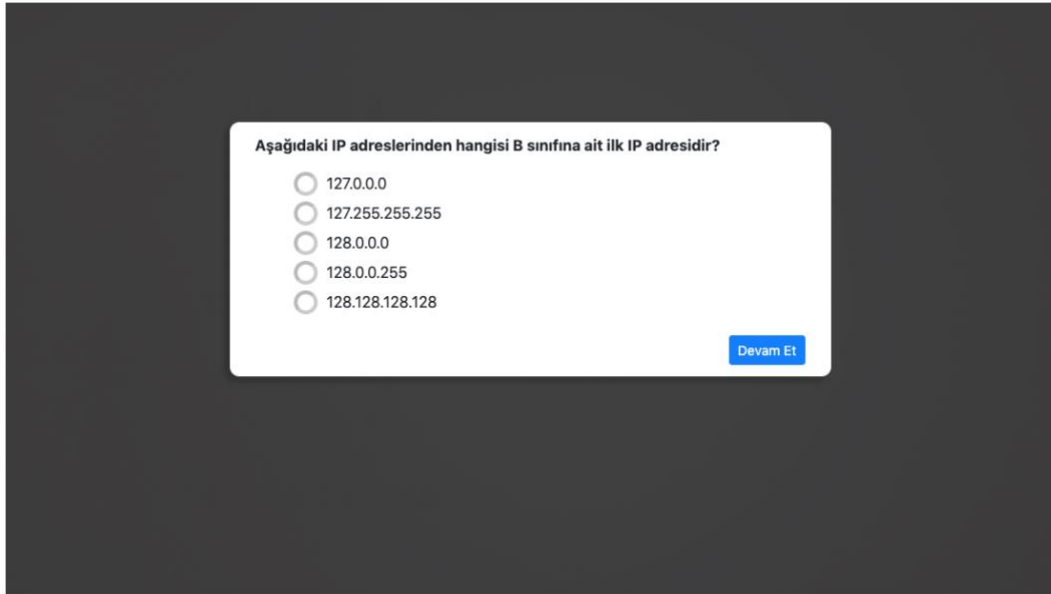 Aşağıdaki IP adreslerinden hangisi B sınıfına ait ilk IP adresidir?
127.0.0.0
127.255.255.255
128.0.0.0
128.0.0.255
128.128.128.128
Devam Et